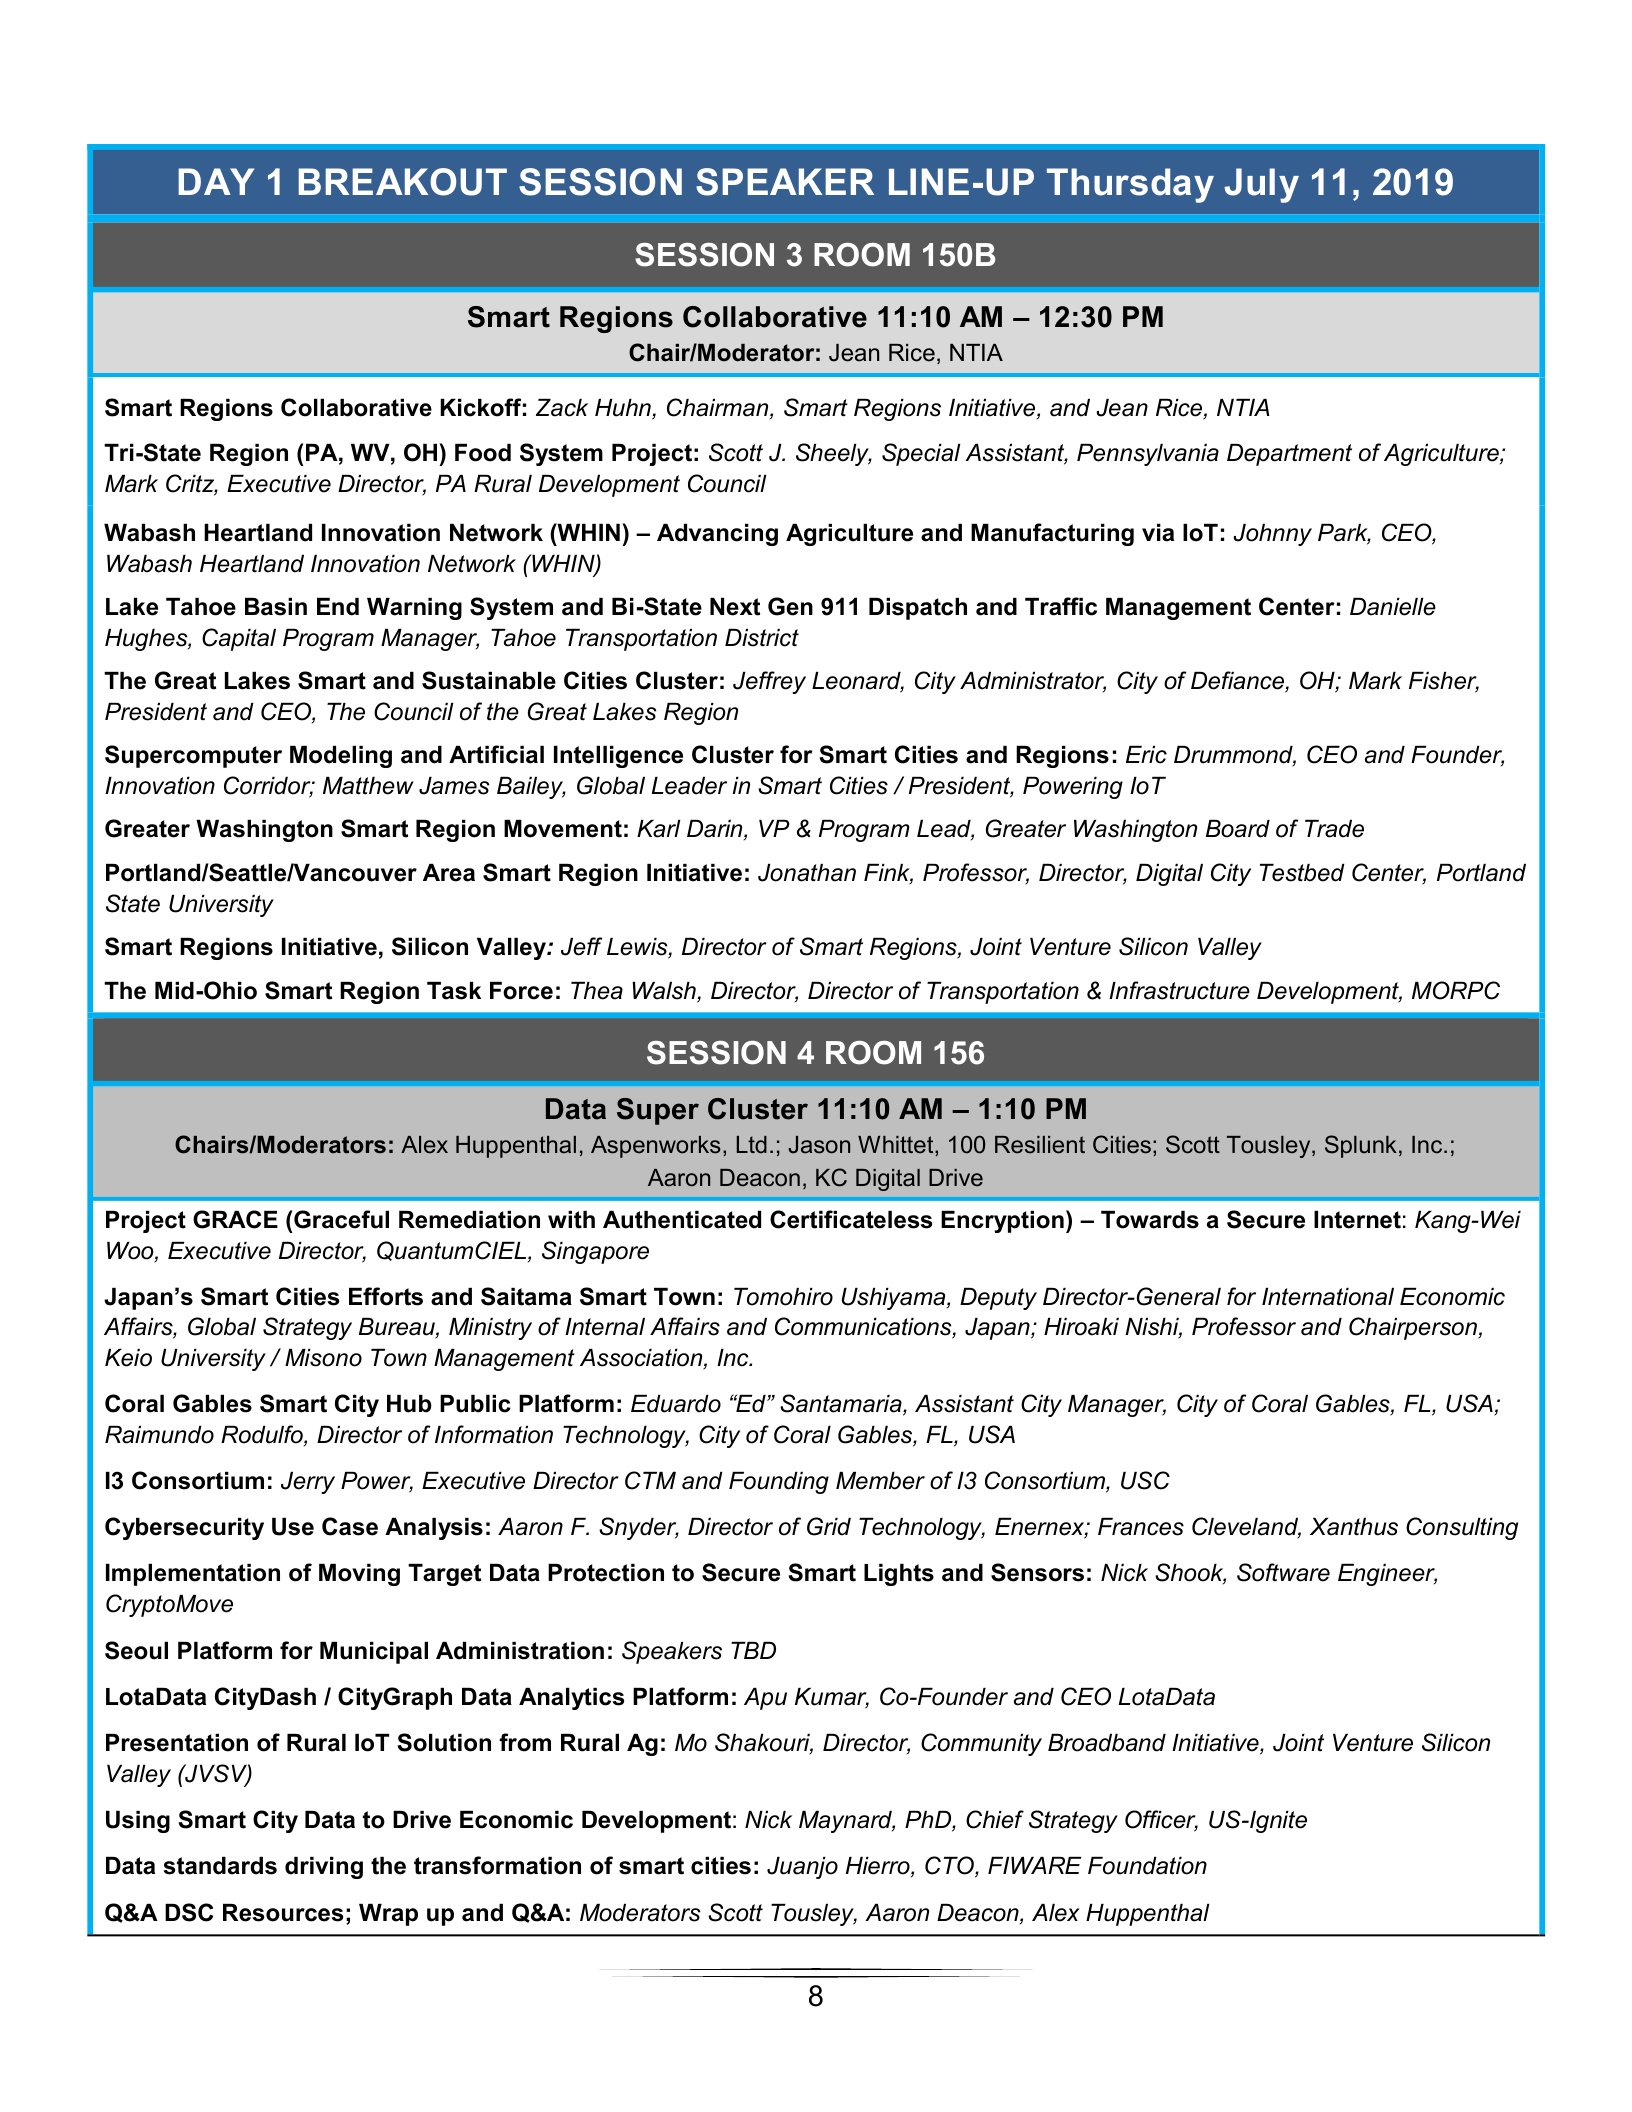 DAY 1 BREAKOUT SESSION SPEAKER LINE-UP Thursday July 11, 2019
SESSION 3 ROOM 150B
Smart Regions Collaborative 11:10 AM – 12:30 PM
Chair/Moderator: Jean Rice, NTIA
Smart Regions Collaborative Kickoff: Zack Huhn, Chairman, Smart Regions Initiative, and Jean Rice, NTIA
Tri-State Region (PA, WV, OH) Food System Project: Scott J. Sheely, Special Assistant, Pennsylvania Department of Agriculture;
Mark Critz, Executive Director, PA Rural Development Council
Wabash Heartland Innovation Network (WHIN) – Advancing Agriculture and Manufacturing via IoT: Johnny Park, CEO,
Wabash Heartland Innovation Network (WHIN)
Lake Tahoe Basin End Warning System and Bi-State Next Gen 911 Dispatch and Traffic Management Center: Danielle
Hughes, Capital Program Manager, Tahoe Transportation District
The Great Lakes Smart and Sustainable Cities Cluster: Jeffrey Leonard, City Administrator, City of Defiance, OH; Mark Fisher,
President and CEO, The Council of the Great Lakes Region
Supercomputer Modeling and Artificial Intelligence Cluster for Smart Cities and Regions: Eric Drummond, CEO and Founder,
Innovation Corridor; Matthew James Bailey, Global Leader in Smart Cities / President, Powering IoT
Greater Washington Smart Region Movement: Karl Darin, VP & Program Lead, Greater Washington Board of Trade
Portland/Seattle/Vancouver Area Smart Region Initiative: Jonathan Fink, Professor, Director, Digital City Testbed Center, Portland
State University
Smart Regions Initiative, Silicon Valley: Jeff Lewis, Director of Smart Regions, Joint Venture Silicon Valley
The Mid-Ohio Smart Region Task Force: Thea Walsh, Director, Director of Transportation & Infrastructure Development, MORPC
SESSION 4 ROOM 156
Data Super Cluster 11:10 AM – 1:10 PM
Chairs/Moderators: Alex Huppenthal, Aspenworks, Ltd.; Jason Whittet, 100 Resilient Cities; Scott Tousley, Splunk, Inc.;
Aaron Deacon, KC Digital Drive
Project GRACE (Graceful Remediation with Authenticated Certificateless Encryption) – Towards a Secure Internet: Kang-Wei
Woo, Executive Director, QuantumCIEL, Singapore
Japan’s Smart Cities Efforts and Saitama Smart Town: Tomohiro Ushiyama, Deputy Director-General for International Economic
Affairs, Global Strategy Bureau, Ministry of Internal Affairs and Communications, Japan; Hiroaki Nishi, Professor and Chairperson,
Keio University / Misono Town Management Association, Inc.
Coral Gables Smart City Hub Public Platform: Eduardo “Ed” Santamaria, Assistant City Manager, City of Coral Gables, FL, USA;
Raimundo Rodulfo, Director of Information Technology, City of Coral Gables, FL, USA
I3 Consortium: Jerry Power, Executive Director CTM and Founding Member of I3 Consortium, USC
Cybersecurity Use Case Analysis: Aaron F. Snyder, Director of Grid Technology, Enernex; Frances Cleveland, Xanthus Consulting
Implementation of Moving Target Data Protection to Secure Smart Lights and Sensors: Nick Shook, Software Engineer,
CryptoMove
Seoul Platform for Municipal Administration: Speakers TBD
LotaData CityDash / CityGraph Data Analytics Platform: Apu Kumar, Co-Founder and CEO LotaData
Presentation of Rural IoT Solution from Rural Ag: Mo Shakouri, Director, Community Broadband Initiative, Joint Venture Silicon
Valley (JVSV)
Using Smart City Data to Drive Economic Development: Nick Maynard, PhD, Chief Strategy Officer, US-Ignite
Data standards driving the transformation of smart cities: Juanjo Hierro, CTO, FIWARE Foundation
Q&A DSC Resources; Wrap up and Q&A: Moderators Scott Tousley, Aaron Deacon, Alex Huppenthal
8